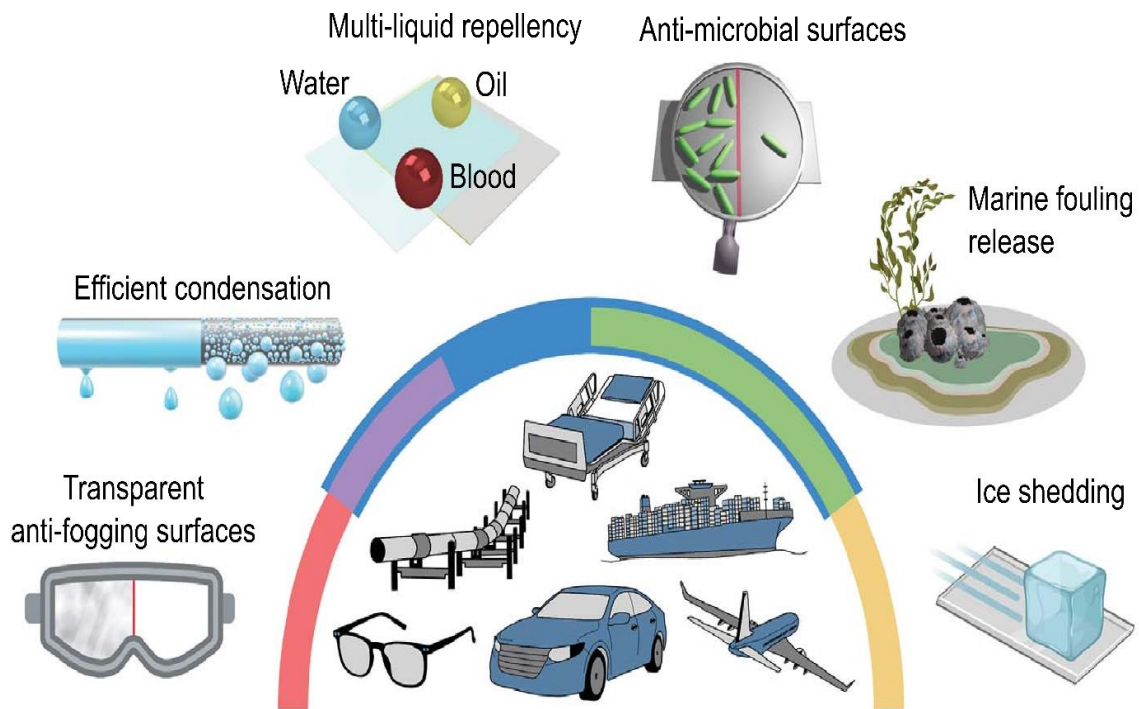 Multi-liquid repellency
Anti-microbial surfaces
Water
Oil
Blood
Marine fouling
release
Efficient condensation
Transparent
anti-fogging surfaces
Ice shedding